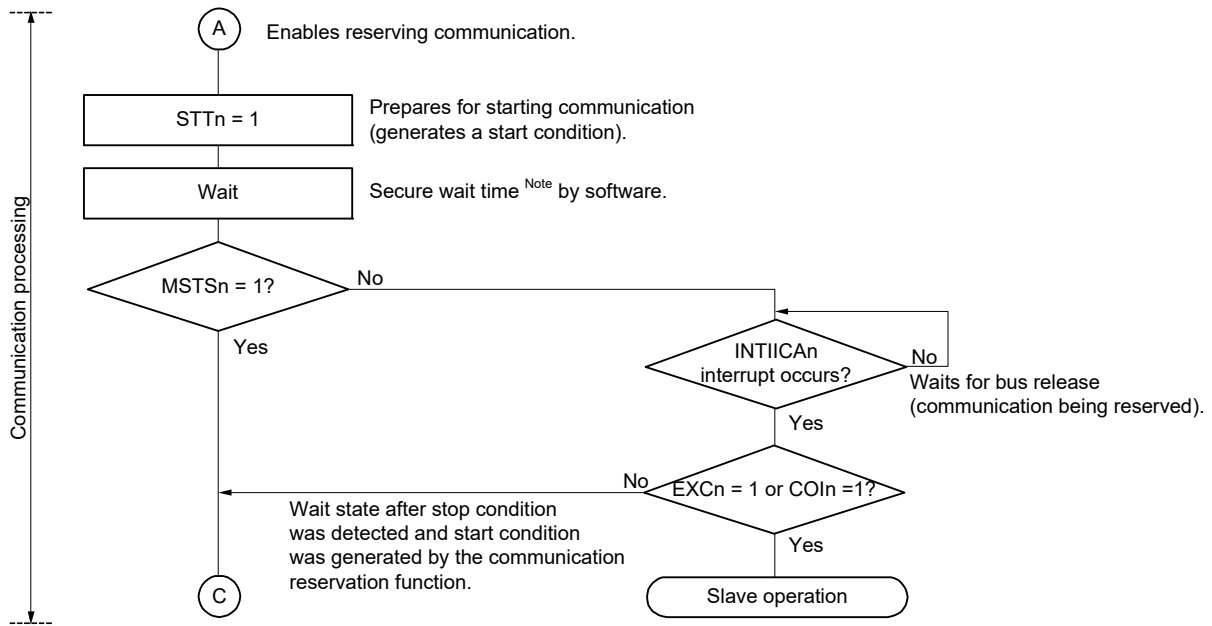 A
Enables reserving communication.
STTn = 1
Prepares for starting communication
(generates a start condition).
Wait
Secure wait time Note by software.
MSTSn = 1?
No
Yes
INTIICAn
interrupt occurs?
No
Waits for bus release
(communication being reserved).
Yes
EXCn = 1 or COIn =1?
No
Wait state after stop condition
was detected and start condition
was generated by the communication
reservation function.
Yes
C
Slave operation
Communication processing